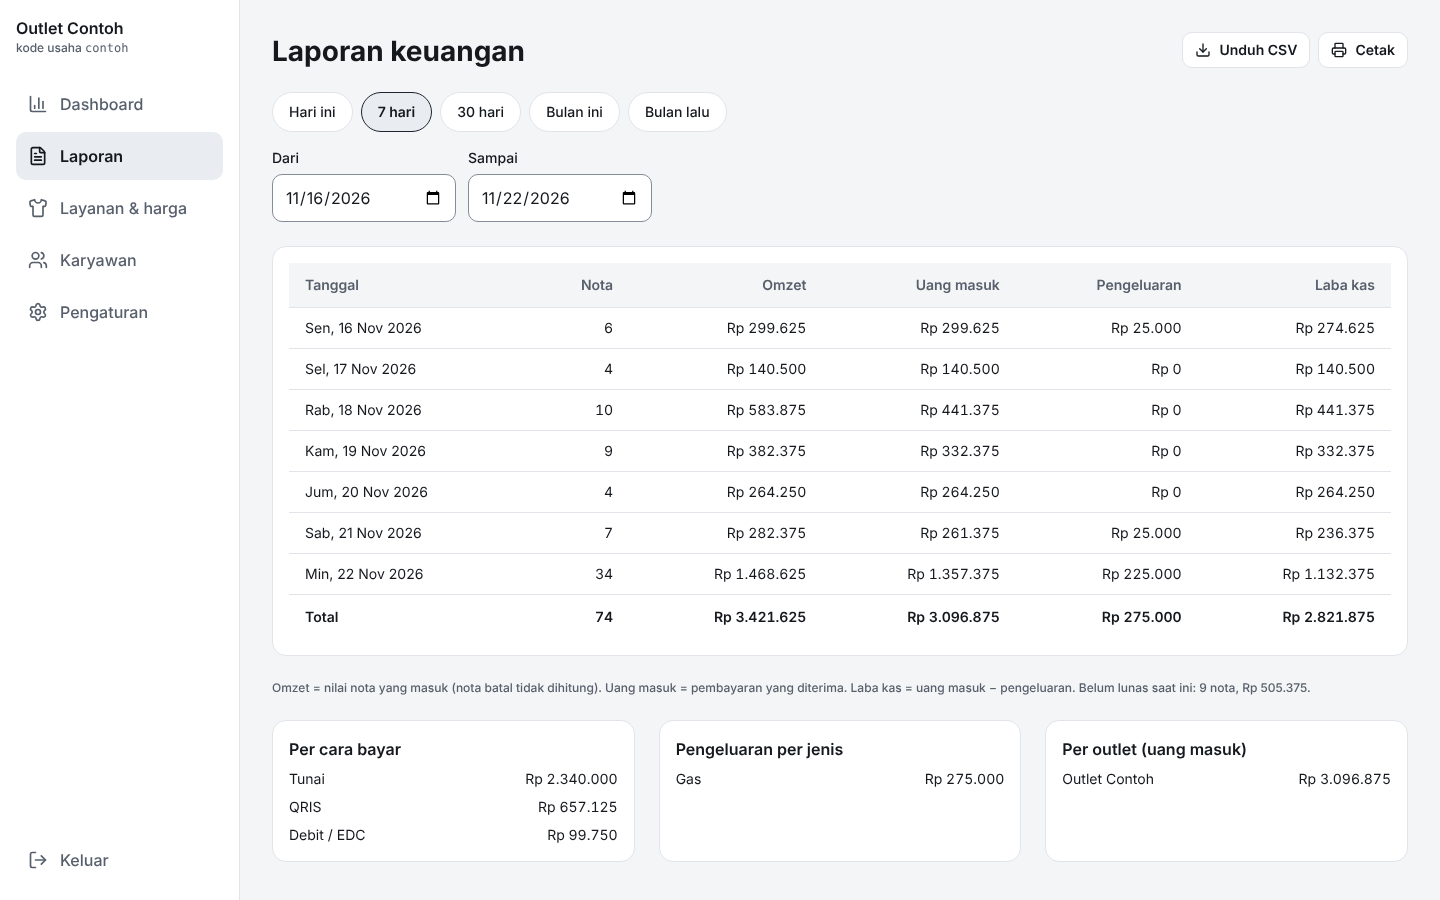 Outlet Contoh
kode usaha contoh
Dashboard
Laporan
Layanan & harga
Karyawan
Pengaturan
Keluar
Laporan keuangan
Unduh CSV
Cetak
Hari ini
7 hari
30 hari
Bulan ini
Bulan lalu
Dari
Sampai
11/16/2026
11/22/2026
Tanggal Nota Omzet Uang masuk Pengeluaran Laba kas
Sen, 16 Nov 2026 6 Rp 299.625 Rp 299.625 Rp 25.000 Rp 274.625
Sel, 17 Nov 2026 4 Rp 140.500 Rp 140.500 Rp 0 Rp 140.500
Rab, 18 Nov 2026 10 Rp 583.875 Rp 441.375 Rp 0 Rp 441.375
Kam, 19 Nov 2026 9 Rp 382.375 Rp 332.375 Rp 0 Rp 332.375
Jum, 20 Nov 2026 4 Rp 264.250 Rp 264.250 Rp 0 Rp 264.250
Sab, 21 Nov 2026 7 Rp 282.375 Rp 261.375 Rp 25.000 Rp 236.375
Min, 22 Nov 2026 34 Rp 1.468.625 Rp 1.357.375 Rp 225.000 Rp 1.132.375
Total 74 Rp 3.421.625 Rp 3.096.875 Rp 275.000 Rp 2.821.875
Omzet = nilai nota yang masuk (nota batal tidak dihitung). Uang masuk = pembayaran yang diterima. Laba kas = uang masuk − pengeluaran. Belum lunas saat ini: 9 nota, Rp 505.375.
Per cara bayar
Tunai Rp 2.340.000
QRIS Rp 657.125
Debit / EDC Rp 99.750
Pengeluaran per jenis
Gas Rp 275.000
Per outlet (uang masuk)
Outlet Contoh Rp 3.096.875